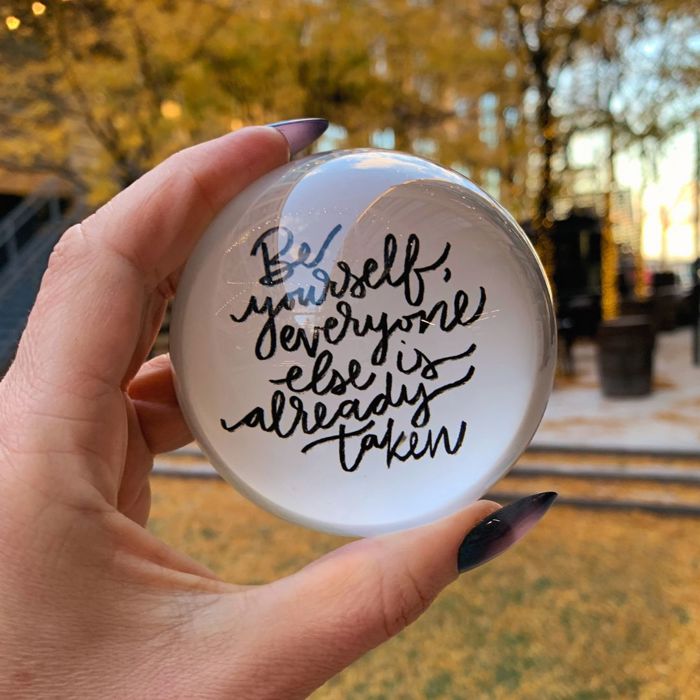 Be
yourself,
everyone
else is
already
taken